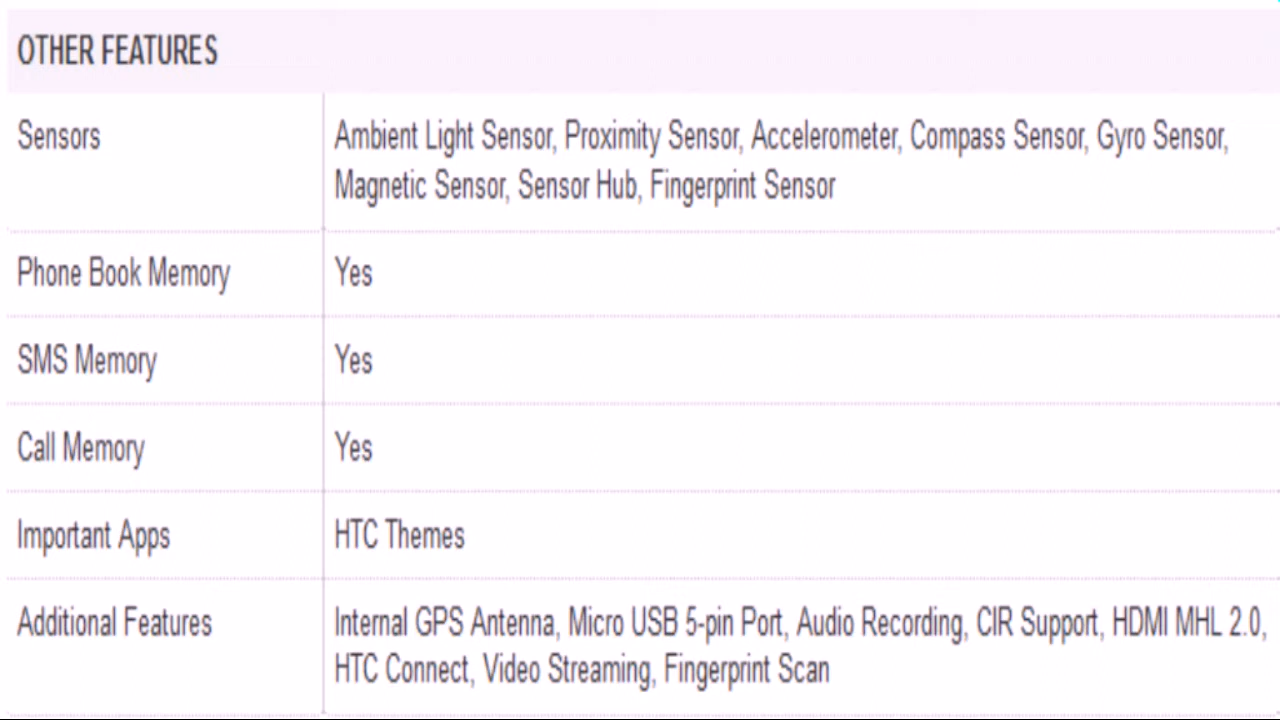 OTHER FEATURES
Sensors
Ambient Light Sensor, Proximity Sensor, Accelerometer, Compass Sensor, Gyro Sensor,
Magnetic Sensor, Sensor Hub, Fingerprint Sensor
Phone Book Memory
Yes
SMS Memory
Yes
Call Memory
Yes
Important Apps
HTC Themes
Additional Features
Internal GPS Antenna, Micro USB 5-pin Port, Audio Recording, CIR Support, HDMI MHL 2.0,
HTC Connect, Video Streaming, Fingerprint Scan